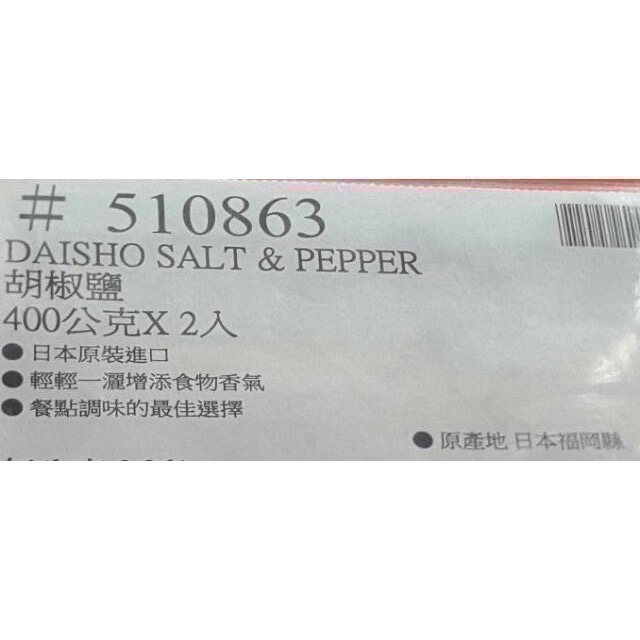 # 510863
DAISHO SALT & PEPPER
胡椒鹽
400公克X 2入
● 日本原裝進口
● 輕輕一灑增添食物香氣
● 餐點調味的最佳選擇
● 原產地 日本福岡縣